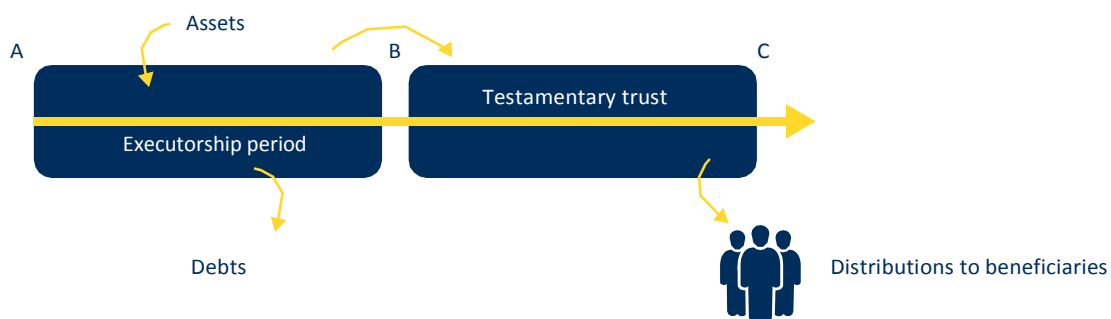 Assets
A
B
C
Testamentary trust
Executorship period
Debts
Distributions to beneficiaries